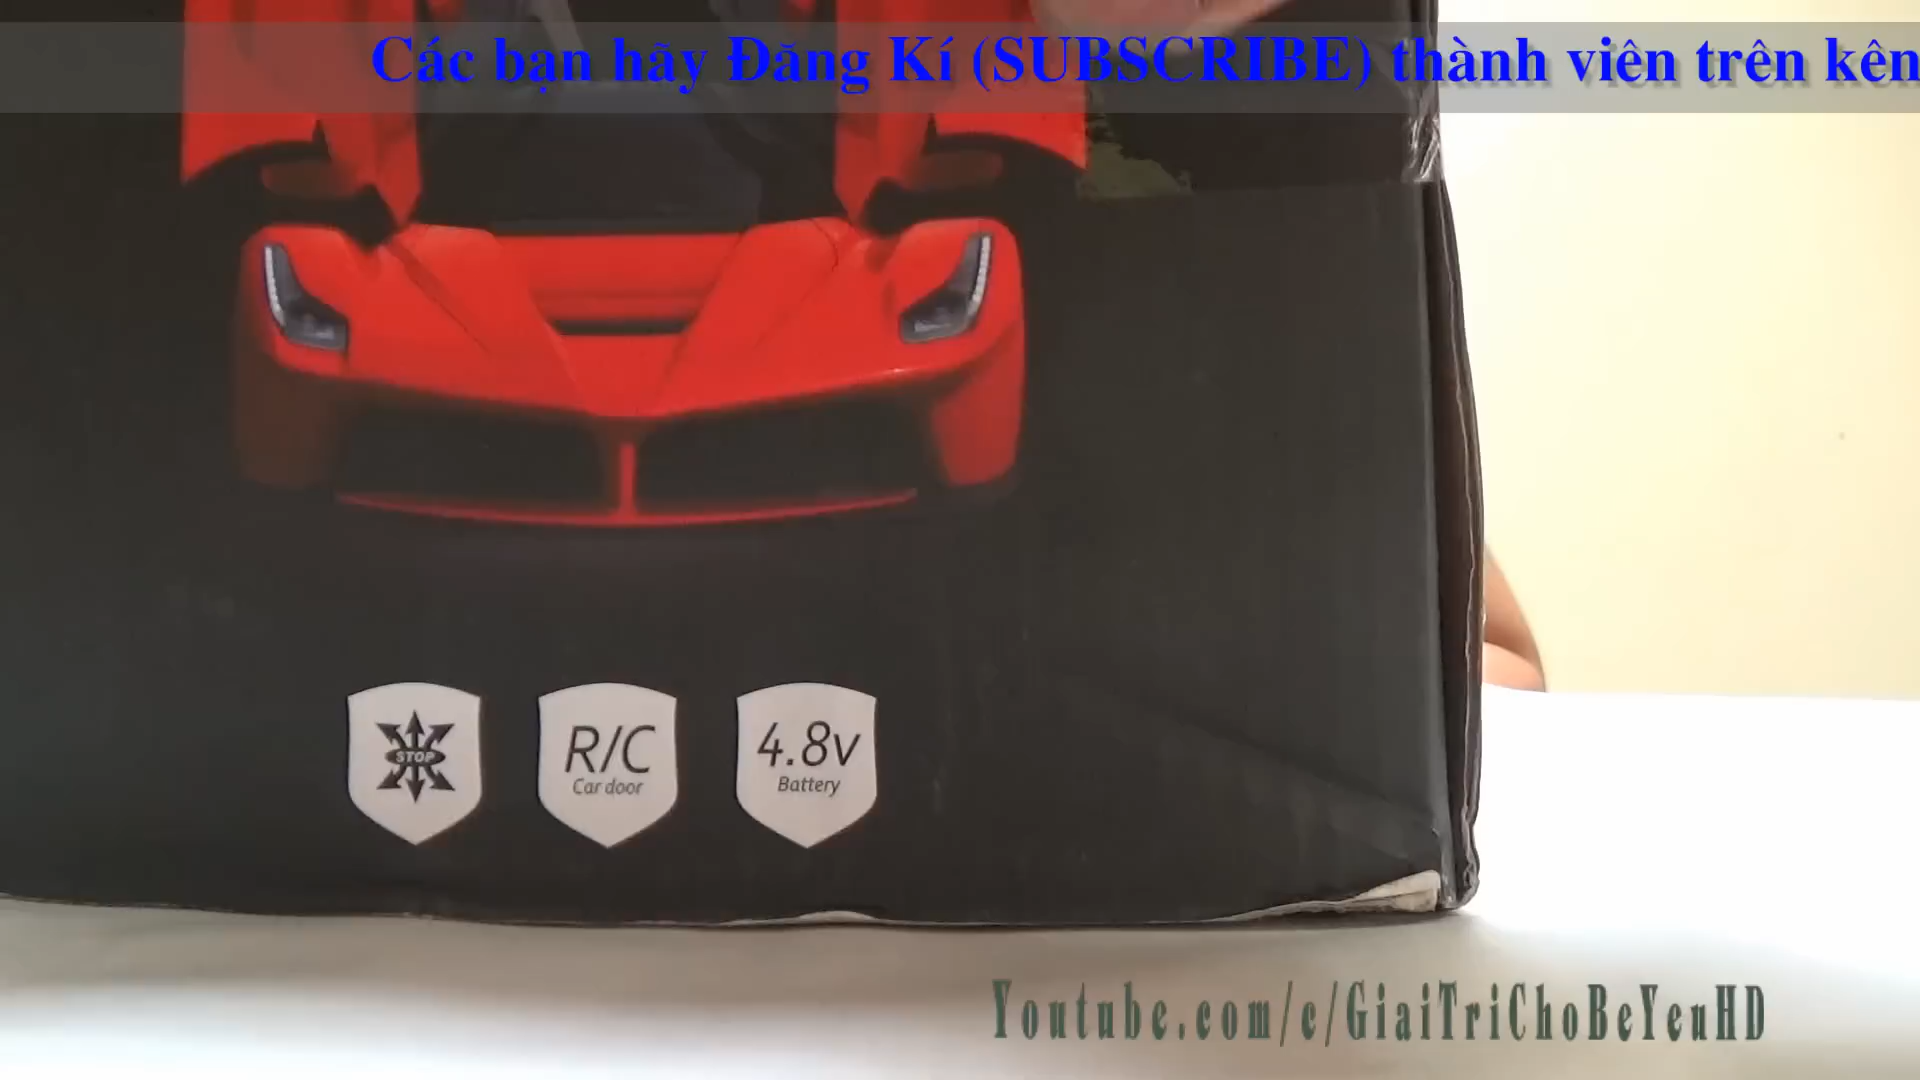 Các bạn hãy Đăng Kí (SUBSCRIBE) thành viên trên kên
STOP
R/C
Car door
4.8v
Battery
Youtube.com/c/GiaiTriChoBeYeuHD